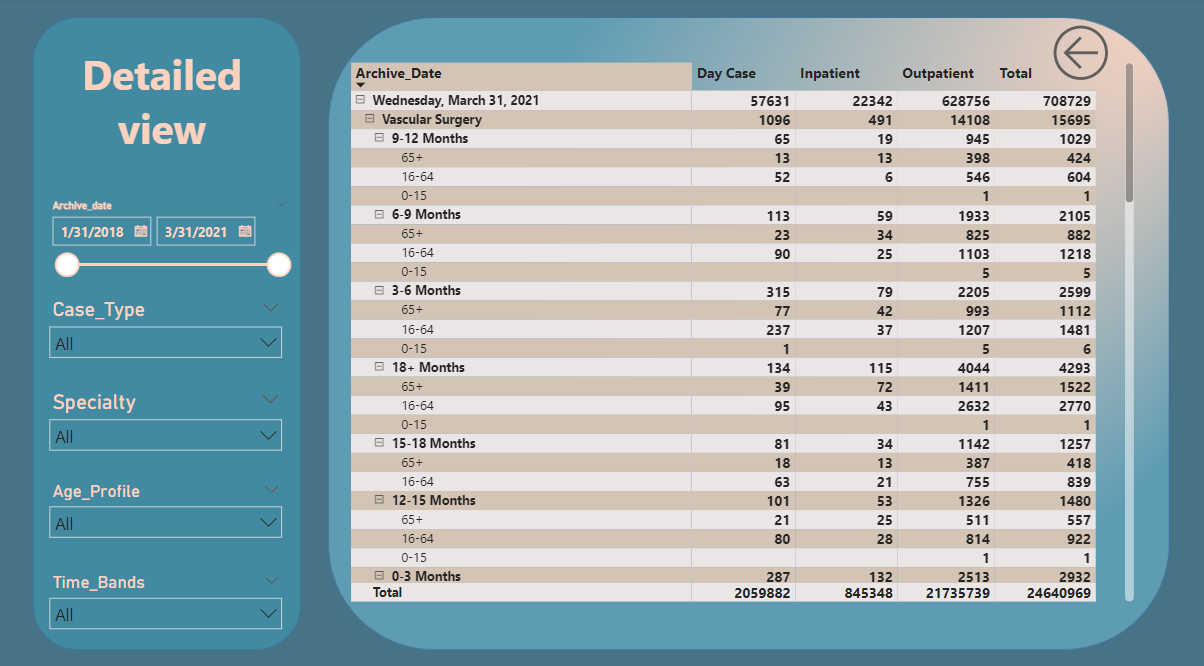 Detailed
view
Archive_date
1/31/2018 3/31/2021
Case_Type
All
Specialty
All
Age_Profile
All
Time_Bands
All
Archive_Date Day Case Inpatient Outpatient Total
Wednesday, March 31, 2021 57631 22342 628756 708729
Vascular Surgery 1096 491 14108 15695
9-12 Months 65 19 945 1029
65+ 13 13 398 424
16-64 52 6 546 604
0-15 1 1
6-9 Months 113 59 1933 2105
65+ 23 34 825 882
16-64 90 25 1103 1218
0-15 5 5
3-6 Months 315 79 2205 2599
65+ 77 42 993 1112
16-64 237 37 1207 1481
0-15 1 5 6
18+ Months 134 115 4044 4293
65+ 39 72 1411 1522
16-64 95 43 2632 2770
0-15 1 1
15-18 Months 81 34 1142 1257
65+ 18 13 387 418
16-64 63 21 755 839
12-15 Months 101 53 1326 1480
65+ 21 25 511 557
16-64 80 28 814 922
0-15 1 1
0-3 Months 287 132 2513 2932
Total 2059882 845348 21735739 24640969